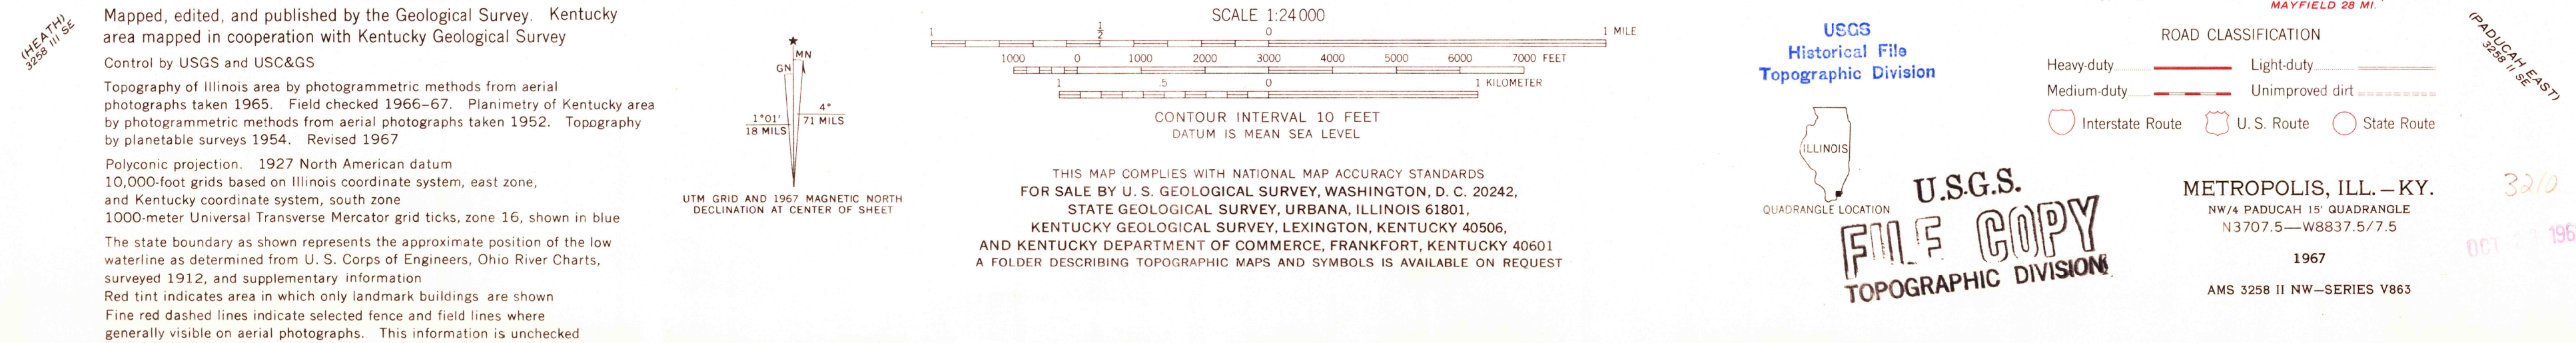 (HEATH)
3258 III SE
Mapped, edited, and published by the Geological Survey. Kentucky
area mapped in cooperation with Kentucky Geological Survey
Control by USGS and USC&GS
Topography of Illinois area by photogrammetric methods from aerial
photographs taken 1965. Field checked 1966–67. Planimetry of Kentucky area
by photogrammetric methods from aerial photographs taken 1952. Topography
by planetable surveys 1954. Revised 1967
Polyconic projection. 1927 North American datum
10,000-foot grids based on Illinois coordinate system, east zone,
and Kentucky coordinate system, south zone
1000-meter Universal Transverse Mercator grid ticks, zone 16, shown in blue
The state boundary as shown represents the approximate position of the low
waterline as determined from U. S. Corps of Engineers, Ohio River Charts,
surveyed 1912, and supplementary information
Red tint indicates area in which only landmark buildings are shown
Fine red dashed lines indicate selected fence and field lines where
generally visible on aerial photographs. This information is unchecked
★
MN
GN
1°01'
18 MILS
4°
71 MILS
UTM GRID AND 1967 MAGNETIC NORTH
DECLINATION AT CENTER OF SHEET
SCALE 1:24 000
1 ½ 0 1 MILE
1000 0 1000 2000 3000 4000 5000 6000 7000 FEET
1 .5 0 1 KILOMETER
CONTOUR INTERVAL 10 FEET
DATUM IS MEAN SEA LEVEL
THIS MAP COMPLIES WITH NATIONAL MAP ACCURACY STANDARDS
FOR SALE BY U. S. GEOLOGICAL SURVEY, WASHINGTON, D. C. 20242,
STATE GEOLOGICAL SURVEY, URBANA, ILLINOIS 61801,
KENTUCKY GEOLOGICAL SURVEY, LEXINGTON, KENTUCKY 40506,
AND KENTUCKY DEPARTMENT OF COMMERCE, FRANKFORT, KENTUCKY 40601
A FOLDER DESCRIBING TOPOGRAPHIC MAPS AND SYMBOLS IS AVAILABLE ON REQUEST
USGS
Historical File
Topographic Division
ILLINOIS
QUADRANGLE LOCATION
U.S.G.S.
FILE COPY
TOPOGRAPHIC DIVISION
MAYFIELD 28 MI.
ROAD CLASSIFICATION
Heavy-duty Light-duty
Medium-duty Unimproved dirt
Interstate Route U. S. Route State Route
(PADUCAH EAST)
3258 II SE
METROPOLIS, ILL. – KY.
NW/4 PADUCAH 15' QUADRANGLE
N3707.5—W8837.5/7.5
1967
AMS 3258 II NW–SERIES V863
OCT